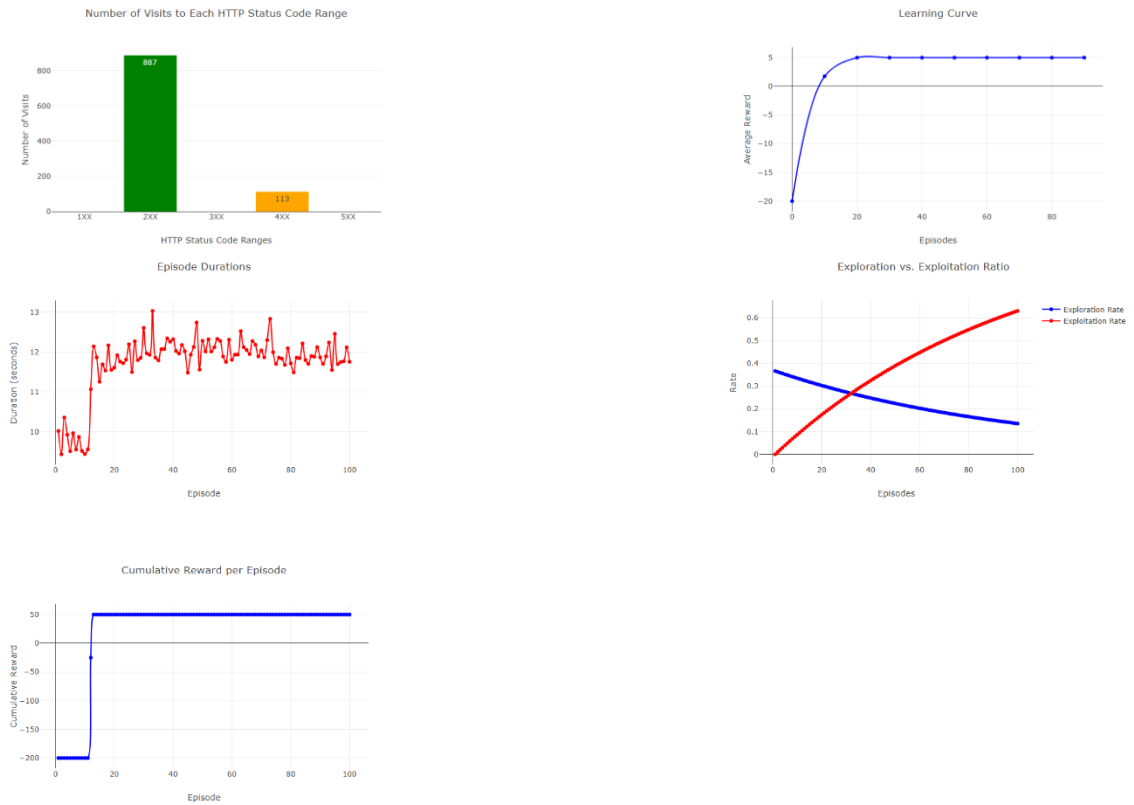 Number of Visits to Each HTTP Status Code Range
Number of Visits
800
600
400
200
0
887
113
1XX
2XX
3XX
4XX
5XX
HTTP Status Code Ranges
Learning Curve
Average Reward
5
0
−5
−10
−15
−20
0
20
40
60
80
Episodes
Episode Durations
Duration (seconds)
13
12
11
10
0
20
40
60
80
100
Episode
Exploration vs. Exploitation Ratio
Rate
0.6
0.5
0.4
0.3
0.2
0.1
0
0
20
40
60
80
100
Episodes
Exploration Rate
Exploitation Rate
Cumulative Reward per Episode
Cumulative Reward
50
0
−50
−100
−150
−200
0
20
40
60
80
100
Episode